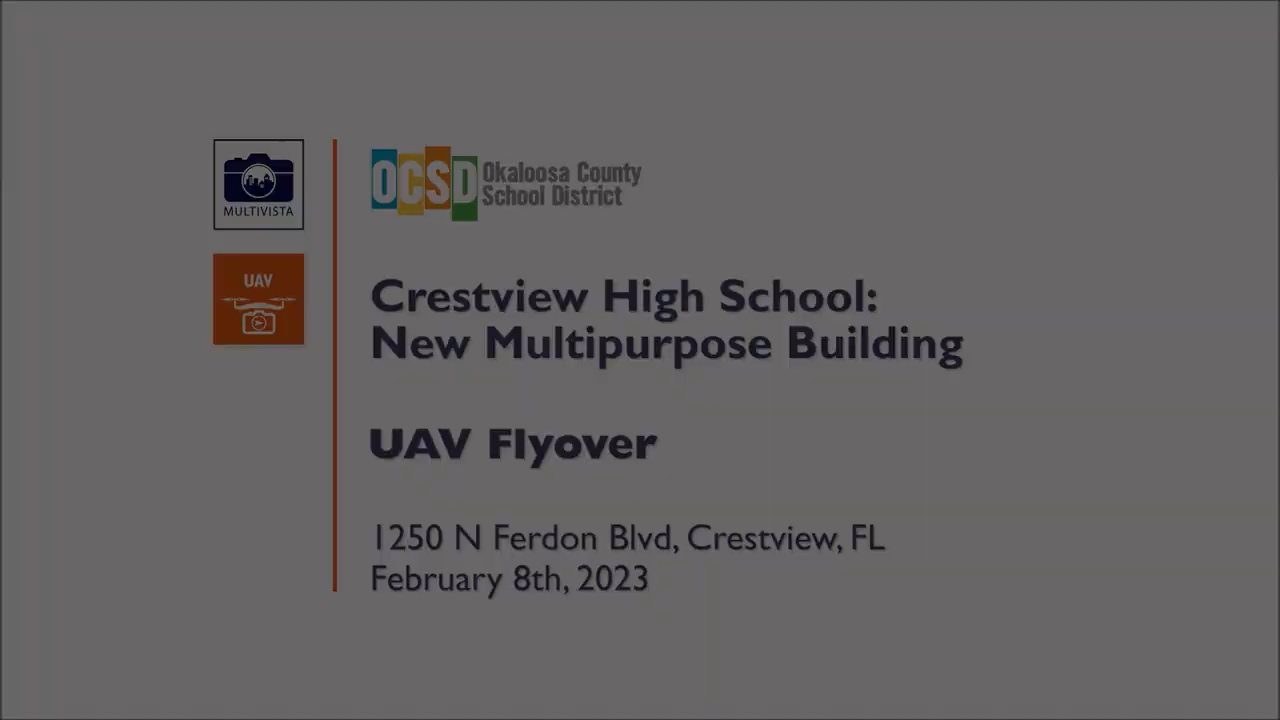 MULTIVISTA
UAV
OCSD
Okaloosa County
School District
Crestview High School:
New Multipurpose Building
UAV Flyover
1250 N Ferdon Blvd, Crestview, FL
February 8th, 2023